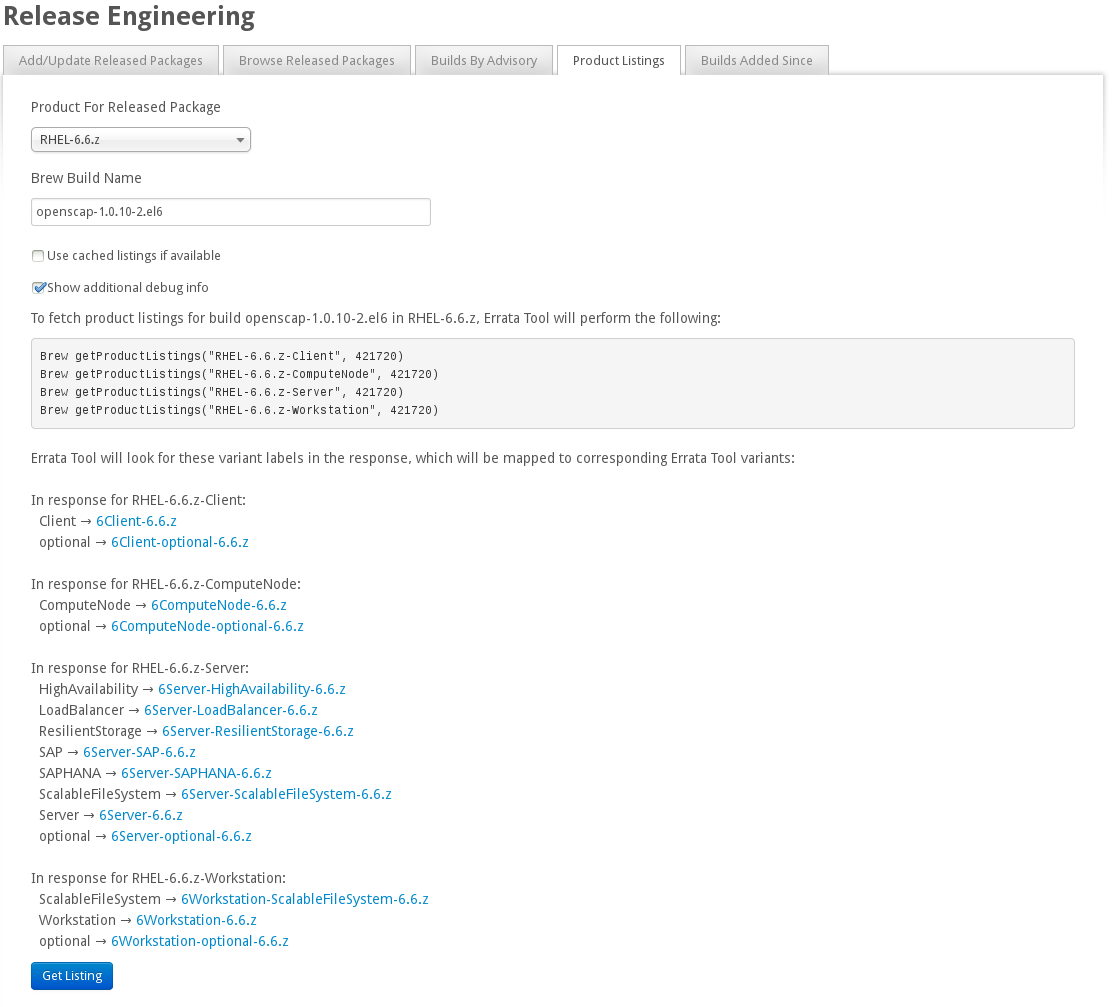 Release Engineering
Add/Update Released Packages
Browse Released Packages
Builds By Advisory
Product Listings
Builds Added Since
Product For Released Package
RHEL-6.6.z
Brew Build Name
openscap-1.0.10-2.el6
Use cached listings if available
Show additional debug info
To fetch product listings for build openscap-1.0.10-2.el6 in RHEL-6.6.z, Errata Tool will perform the following:
Brew getProductListings("RHEL-6.6.z-Client", 421720)
Brew getProductListings("RHEL-6.6.z-ComputeNode", 421720)
Brew getProductListings("RHEL-6.6.z-Server", 421720)
Brew getProductListings("RHEL-6.6.z-Workstation", 421720)
Errata Tool will look for these variant labels in the response, which will be mapped to corresponding Errata Tool variants:
In response for RHEL-6.6.z-Client:
Client → 6Client-6.6.z
optional → 6Client-optional-6.6.z
In response for RHEL-6.6.z-ComputeNode:
ComputeNode → 6ComputeNode-6.6.z
optional → 6ComputeNode-optional-6.6.z
In response for RHEL-6.6.z-Server:
HighAvailability → 6Server-HighAvailability-6.6.z
LoadBalancer → 6Server-LoadBalancer-6.6.z
ResilientStorage → 6Server-ResilientStorage-6.6.z
SAP → 6Server-SAP-6.6.z
SAPHANA → 6Server-SAPHANA-6.6.z
ScalableFileSystem → 6Server-ScalableFileSystem-6.6.z
Server → 6Server-6.6.z
optional → 6Server-optional-6.6.z
In response for RHEL-6.6.z-Workstation:
ScalableFileSystem → 6Workstation-ScalableFileSystem-6.6.z
Workstation → 6Workstation-6.6.z
optional → 6Workstation-optional-6.6.z
Get Listing